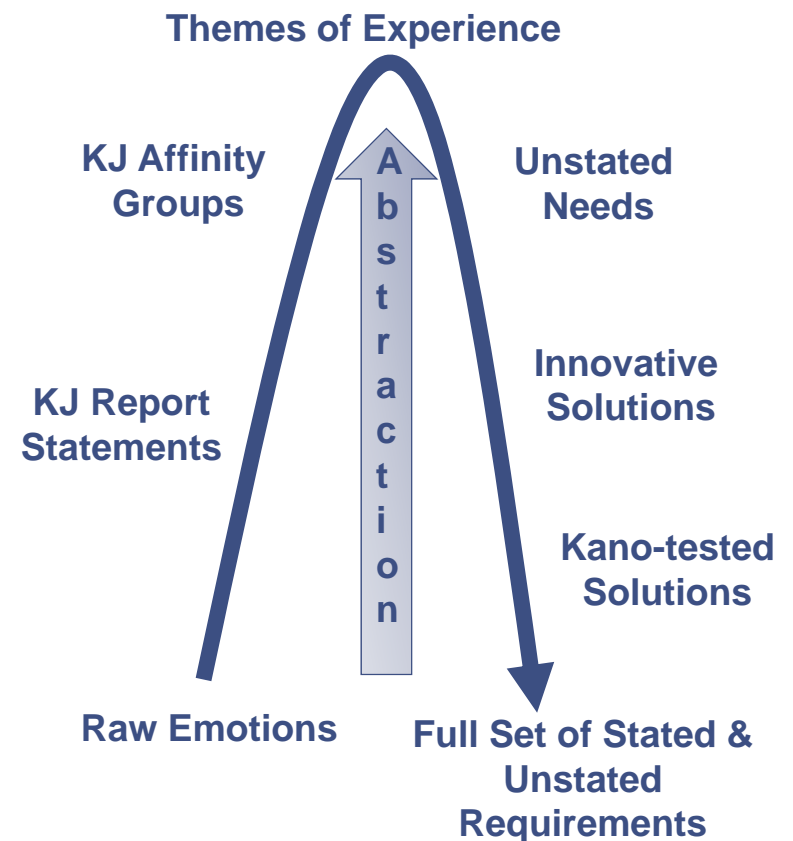 Themes of Experience
KJ Affinity
Groups
Unstated
Needs
Abstraction
Innovative
Solutions
KJ Report
Statements
Kano-tested
Solutions
Raw Emotions
Full Set of Stated &
Unstated
Requirements